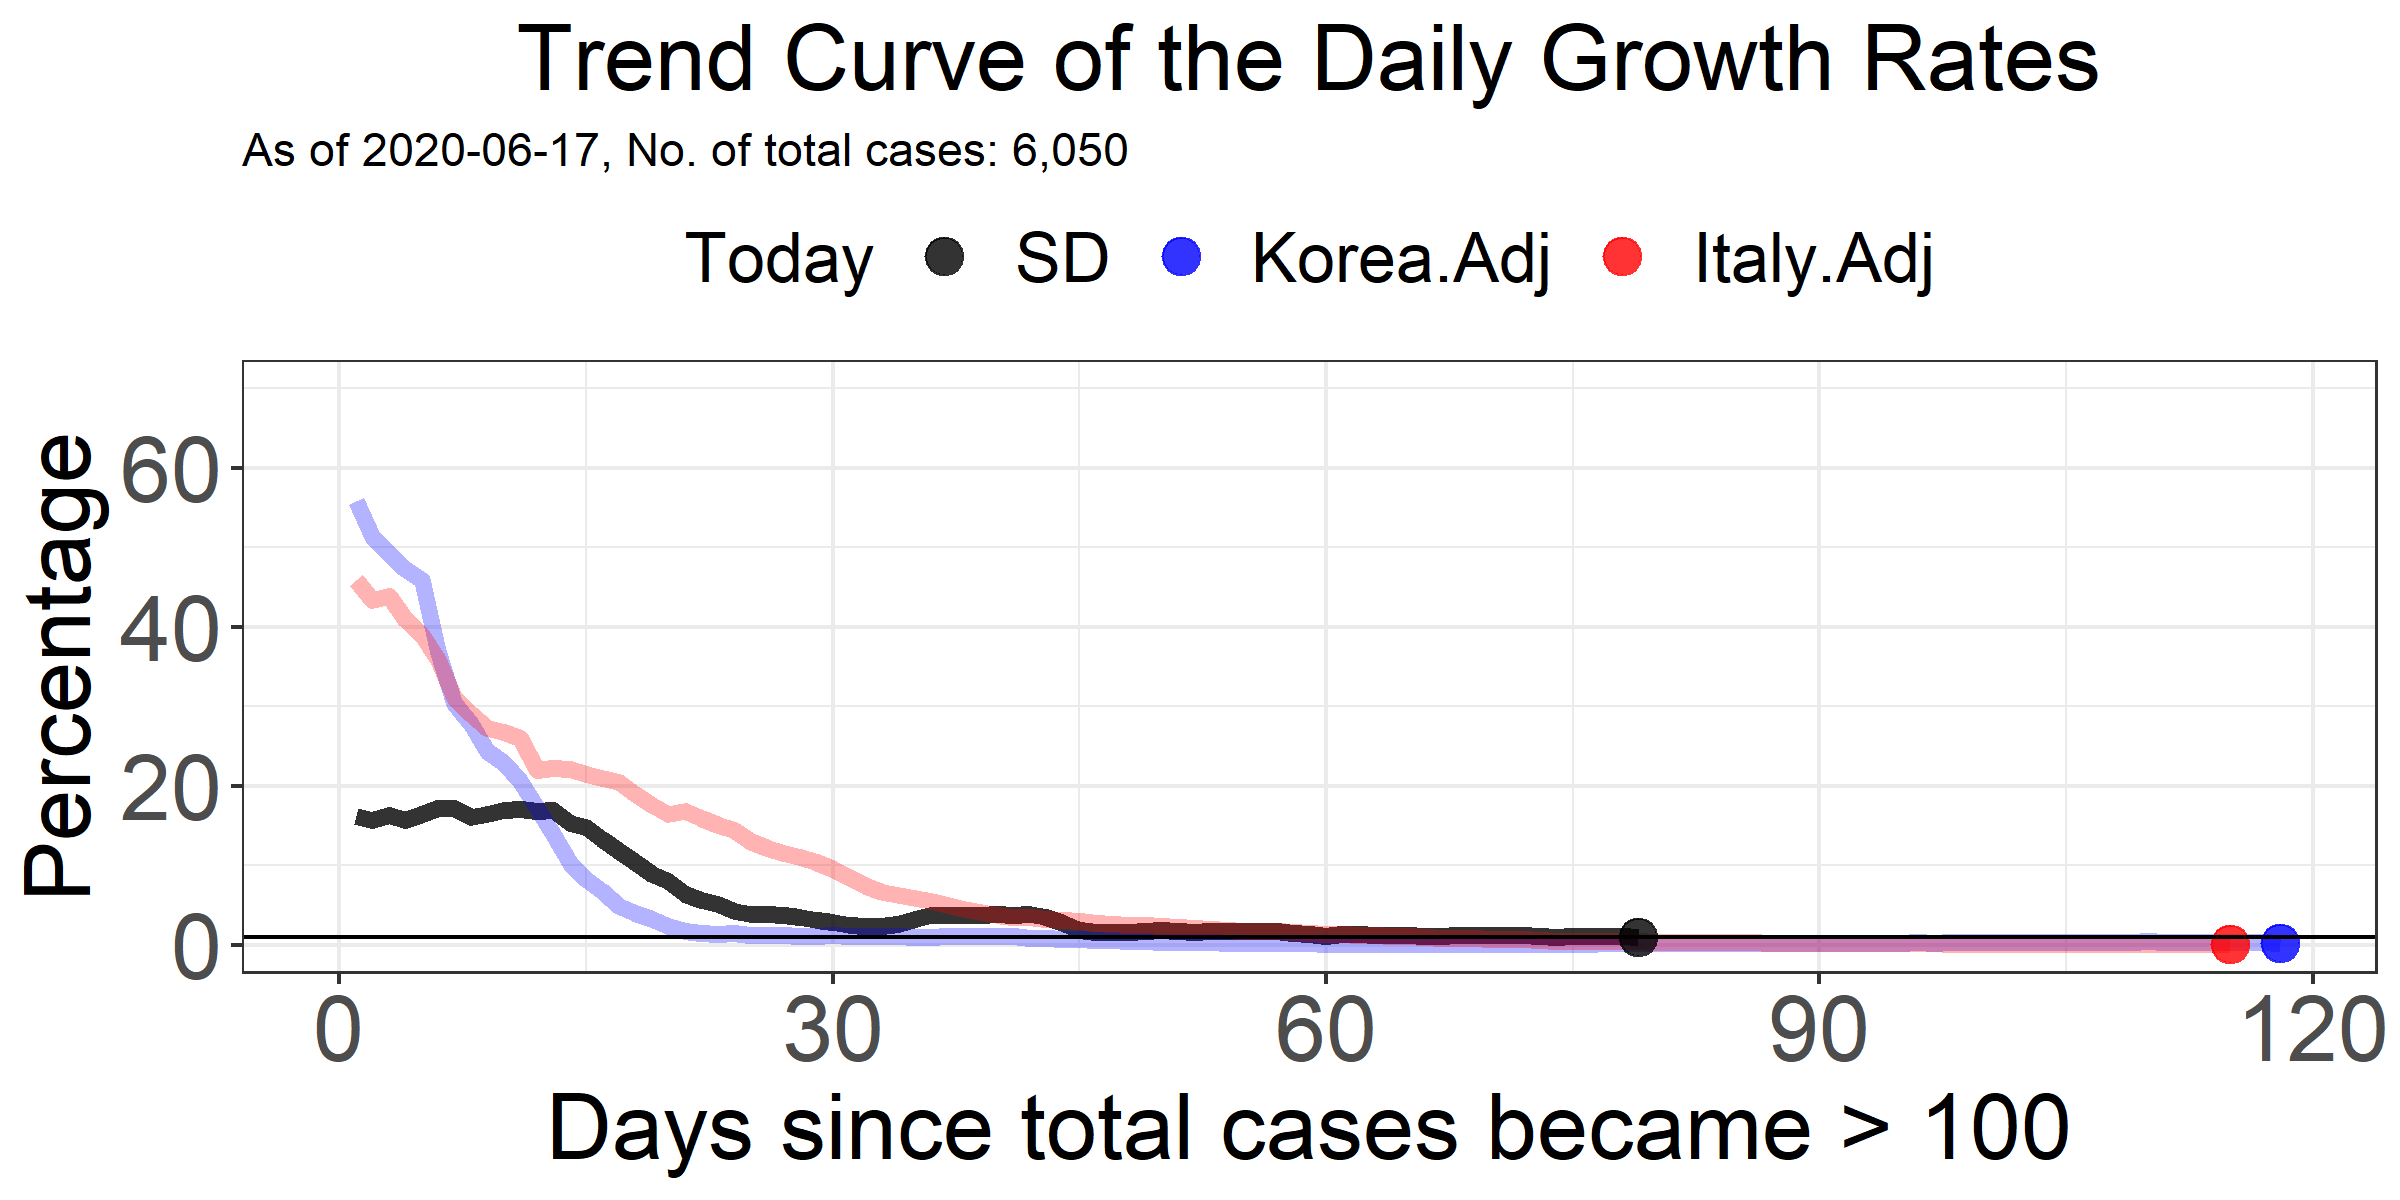 Trend Curve of the Daily Growth Rates
As of 2020-06-17, No. of total cases: 6,050
Today SD Korea.Adj Italy.Adj
Percentage
60
40
20
0
0 30 60 90 120
Days since total cases became > 100